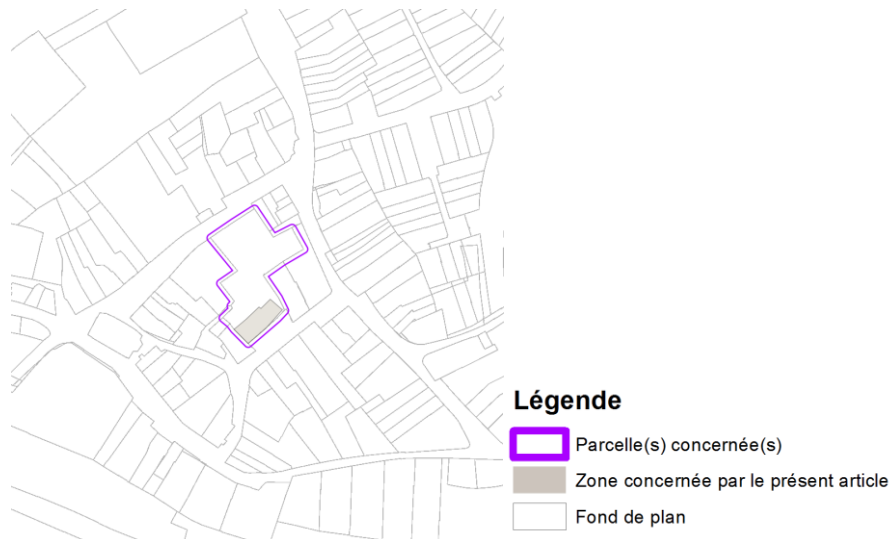 Légende
Parcelle(s) concernée(s)
Zone concernée par le présent article
Fond de plan